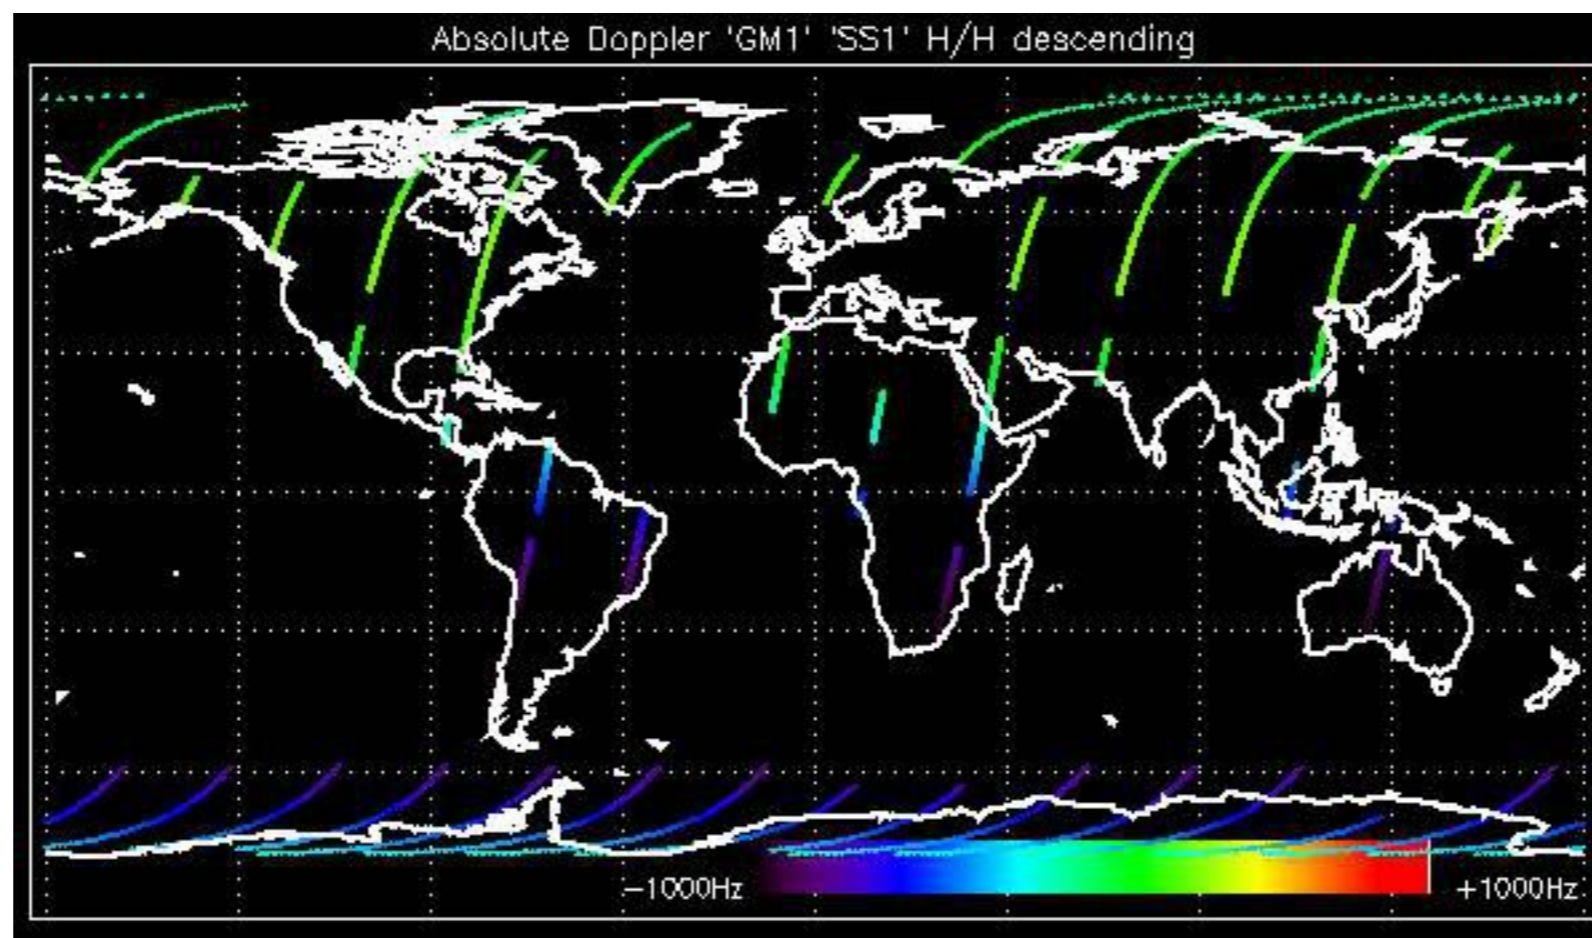 Absolute Doppler 'GM1' 'SS1' H/H descending
−1000Hz
+1000Hz